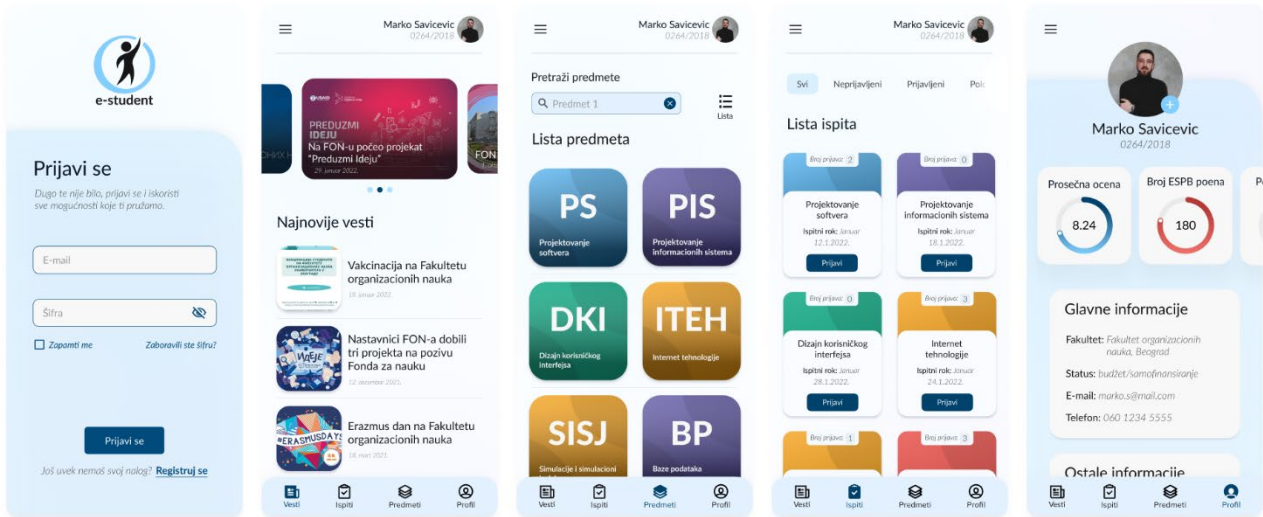 e-student
Prijavi se
Dugo te nije bilo, prijavi se i iskoristi
sve mogućnosti koje ti pružamo.
E-mail
Šifra
Zapamti me
Zaboravili ste šifru?
Prijavi se
Još uvek nemaš svoj nalog? Registruj se
Marko Savicevic
0264/2018
USAID
PREDUZMI
IDEJU
Na FON-u počeo projekat
"Preduzmi Ideju"
29. januar 2022.
FON
Najnovije vesti
Vakcinacija na Fakultetu
organizacionih nauka
19. januar 2022.
Nastavnici FON-a dobili
tri projekta na pozivu
Fonda za nauku
12. decembar 2021.
ИДЕЈЕ
Erazmus dan na Fakultetu
organizacionih nauka
18. mart 2021.
#ERASMUSDAYS
Vesti
Ispiti
Predmeti
Profil
Marko Savicevic
0264/2018
Pretraži predmete
Predmet 1
Lista
Lista predmeta
PS
Projektovanje
softvera
PIS
Projektovanje
informacionih sistema
DKI
Dizajn korisničkog
interfejsa
ITEH
Internet tehnologije
SISJ
Simulacije i simulacioni
BP
Baze podataka
Vesti
Ispiti
Predmeti
Profil
Marko Savicevic
0264/2018
Svi
Neprijavljeni
Prijavljeni
Lista ispita
Broj prijava: 2
Projektovanje
softvera
Ispitni rok: Januar
12.1.2022.
Prijavi
Broj prijava: 0
Projektovanje
informacionih sistema
Ispitni rok: Januar
18.1.2022.
Prijavi
Broj prijava: 0
Dizajn korisničkog
interfejsa
Ispitni rok: Januar
28.1.2022.
Prijavi
Broj prijava: 3
Internet
tehnologije
Ispitni rok: Januar
24.1.2022.
Prijavi
Broj prijava: 1
Broj prijava: 3
Vesti
Ispiti
Predmeti
Profil
Marko Savicevic
0264/2018
Prosečna ocena
8.24
Broj ESPB poena
180
Glavne informacije
Fakultet: Fakultet organizacionih
nauka, Beograd
Status: budžet/samofinansiranje
E-mail: marko.s@mail.com
Telefon: 060 1234 5555
Ostale informacije
Vesti
Ispiti
Predmeti
Profil